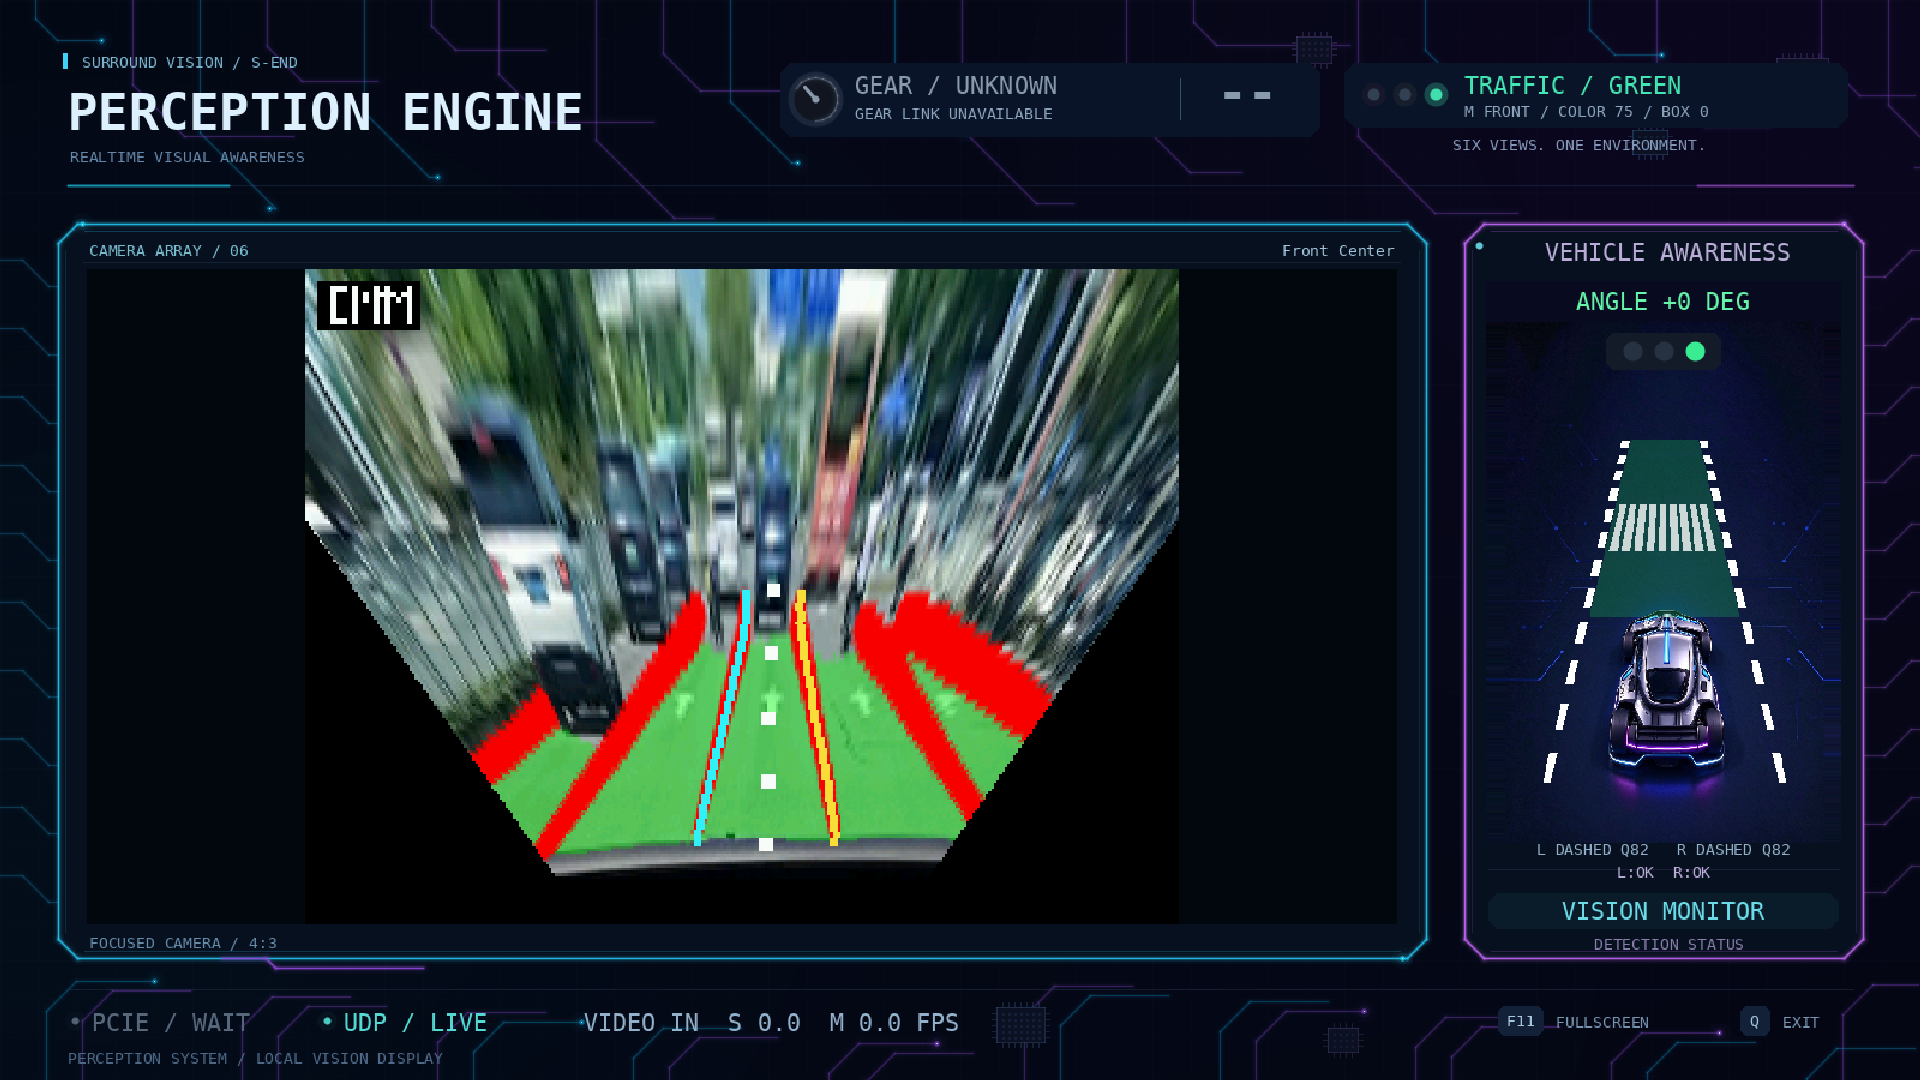 SURROUND VISION / S-END
PERCEPTION ENGINE
REALTIME VISUAL AWARENESS
GEAR / UNKNOWN
GEAR LINK UNAVAILABLE
--
TRAFFIC / GREEN
M FRONT / COLOR 75 / BOX 0
SIX VIEWS. ONE ENVIRONMENT.
CAMERA ARRAY / 06
Front Center
FOCUSED CAMERA / 4:3
VEHICLE AWARENESS
ANGLE +0 DEG
L DASHED Q82 R DASHED Q82
L:OK R:OK
VISION MONITOR
DETECTION STATUS
PCIE / WAIT
UDP / LIVE
VIDEO IN S 0.0 M 0.0 FPS
F11 FULLSCREEN
Q EXIT
PERCEPTION SYSTEM / LOCAL VISION DISPLAY